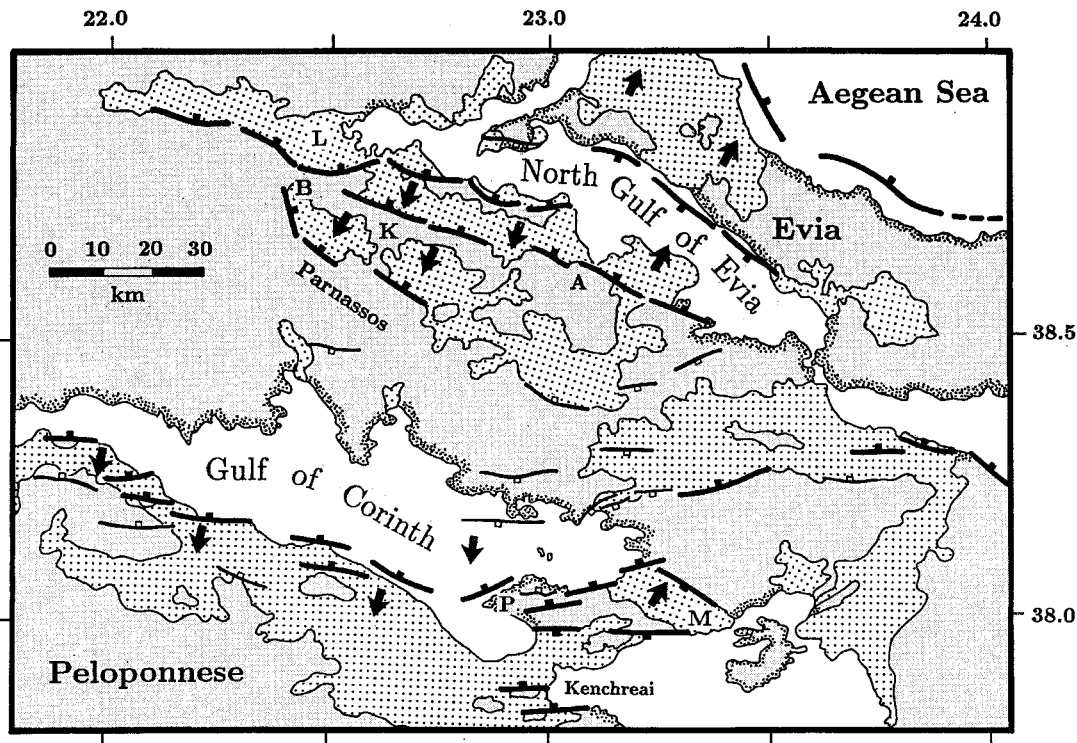 22.0
23.0
24.0
Aegean Sea
L
North
Gulf
of
Evia
B
Evia
K
0 10 20 30
km
A
Parnassos
38.5
Gulf of Corinth
P
M
38.0
Peloponnese
Kenchreai